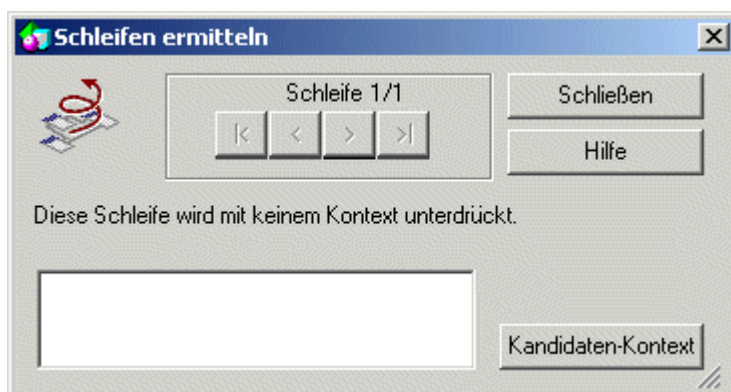 Schleifen ermitteln
Schleife 1/1
|< < > >|
Schließen
Hilfe
Diese Schleife wird mit keinem Kontext unterdrückt.
Kandidaten-Kontext